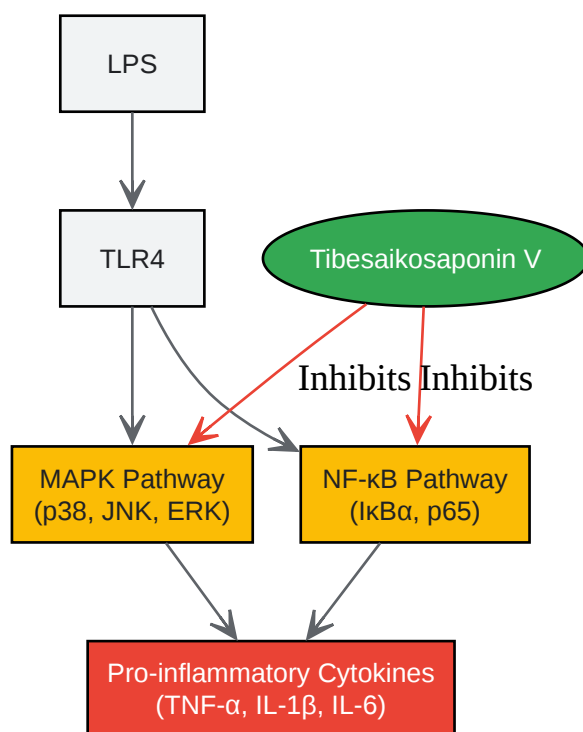 LPS
TLR4
Tibesaikosaponin V
Inhibits
Inhibits
MAPK Pathway
(p38, JNK, ERK)
NF-κB Pathway
(IκBα, p65)
Pro-inflammatory Cytokines
(TNF-α, IL-1β, IL-6)